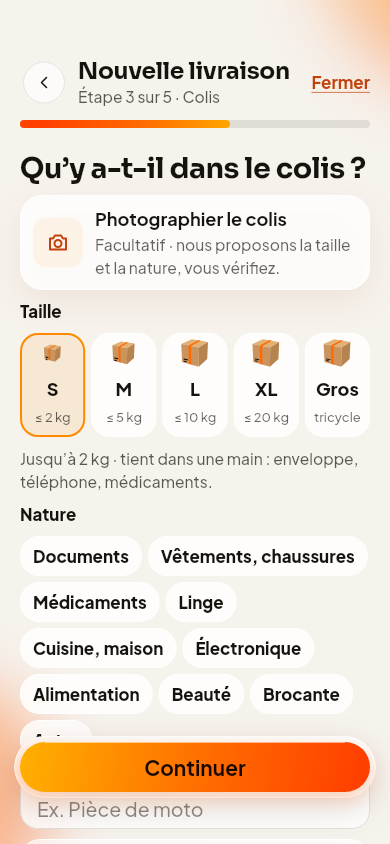 Nouvelle livraison
Étape 3 sur 5 · Colis
Fermer
Qu’y a-t-il dans le colis ?
Photographier le colis
Facultatif · nous proposons la taille
et la nature, vous vérifiez.
Taille
S
M
L
XL
Gros
≤ 2 kg
≤ 5 kg
≤ 10 kg
≤ 20 kg
tricycle
Jusqu’à 2 kg · tient dans une main : enveloppe,
téléphone, médicaments.
Nature
Documents
Vêtements, chaussures
Médicaments
Linge
Cuisine, maison
Électronique
Alimentation
Beauté
Brocante
Continuer
Ex. Pièce de moto